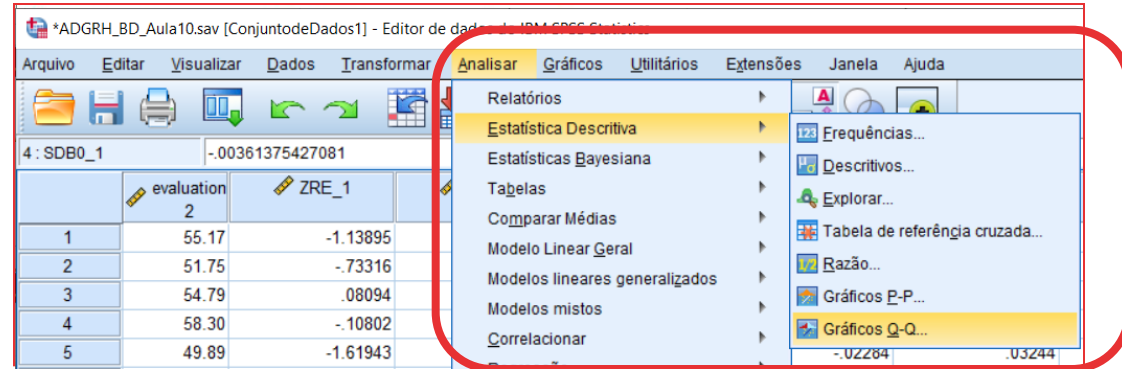 *ADGRH_BD_Aula10.sav [ConjuntodeDados1] - Editor de dados do IBM SPSS Statistics
Arquivo Editar Visualizar Dados Transformar Analisar Gráficos Utilitários Extensões Janela Ajuda
Relatórios
Estatística Descritiva
4 : SDB0_1 -.00361375427081
Estatísticas Bayesiana
Tabelas
Comparar Médias
Modelo Linear Geral
Modelos lineares generalizados
Modelos mistos
Correlacionar
Frequências...
Descritivos...
Explorar...
Tabela de referência cruzada...
Razão...
Gráficos P-P...
Gráficos Q-Q...
evaluation2 ZRE_1
1 55.17 -1.13895
2 51.75 -.73316
3 54.79 .08094
4 58.30 -.10802
5 49.89 -1.61943 -.02284 .03244